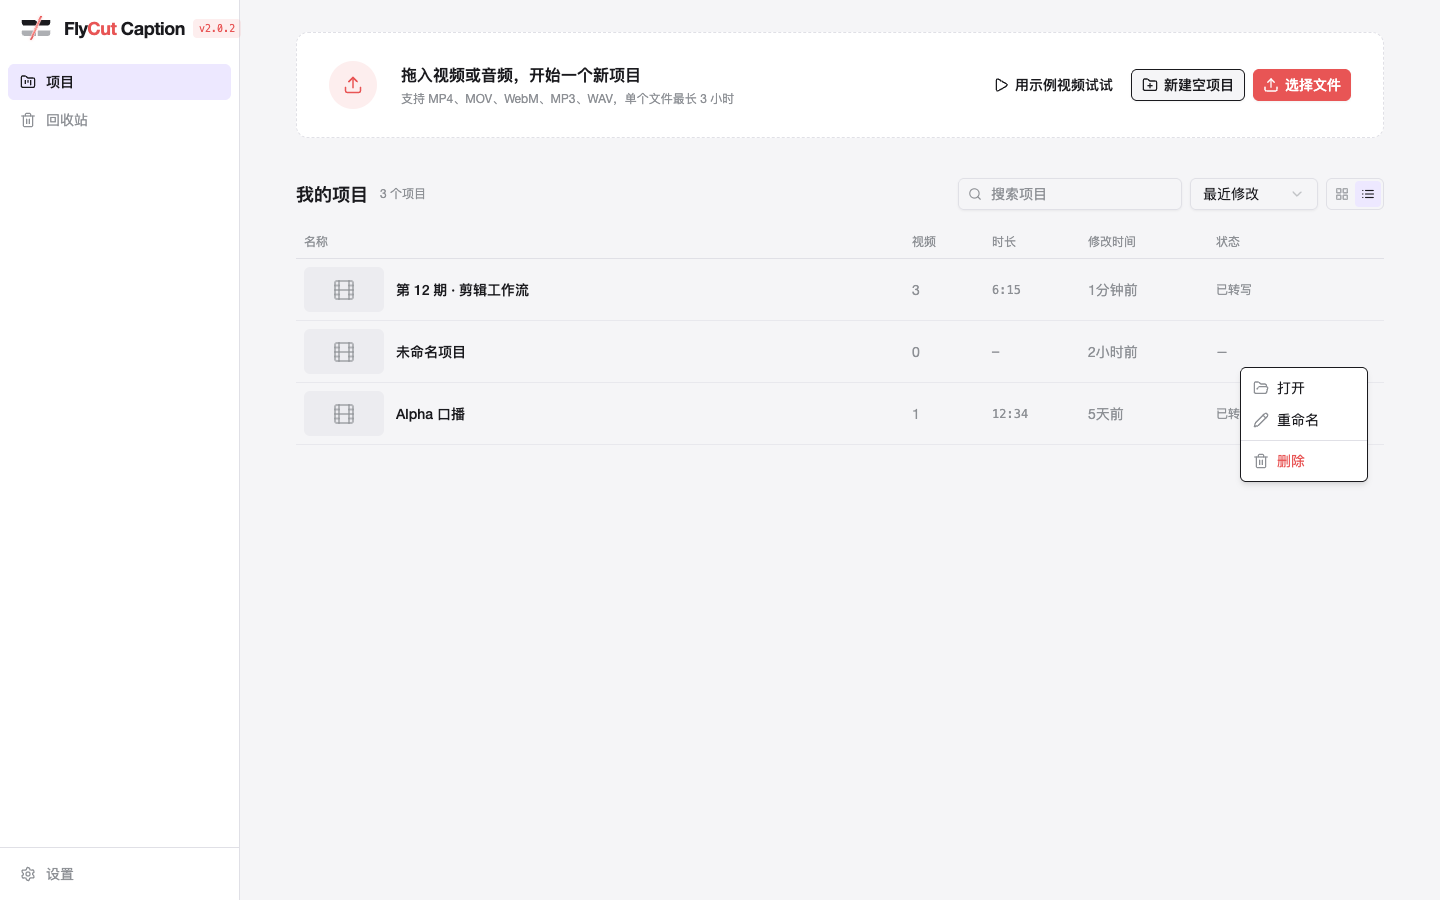 FlyCut Caption v2.0.2
项目
回收站
拖入视频或音频，开始一个新项目
支持 MP4、MOV、WebM、MP3、WAV，单个文件最长 3 小时
用示例视频试试
新建空项目
选择文件
我的项目 3 个项目
搜索项目
最近修改
名称 视频 时长 修改时间 状态
第 12 期 · 剪辑工作流 3 6:15 1分钟前 已转写
未命名项目 0 – 2小时前 —
Alpha 口播 1 12:34 5天前 已转
打开
重命名
删除
设置